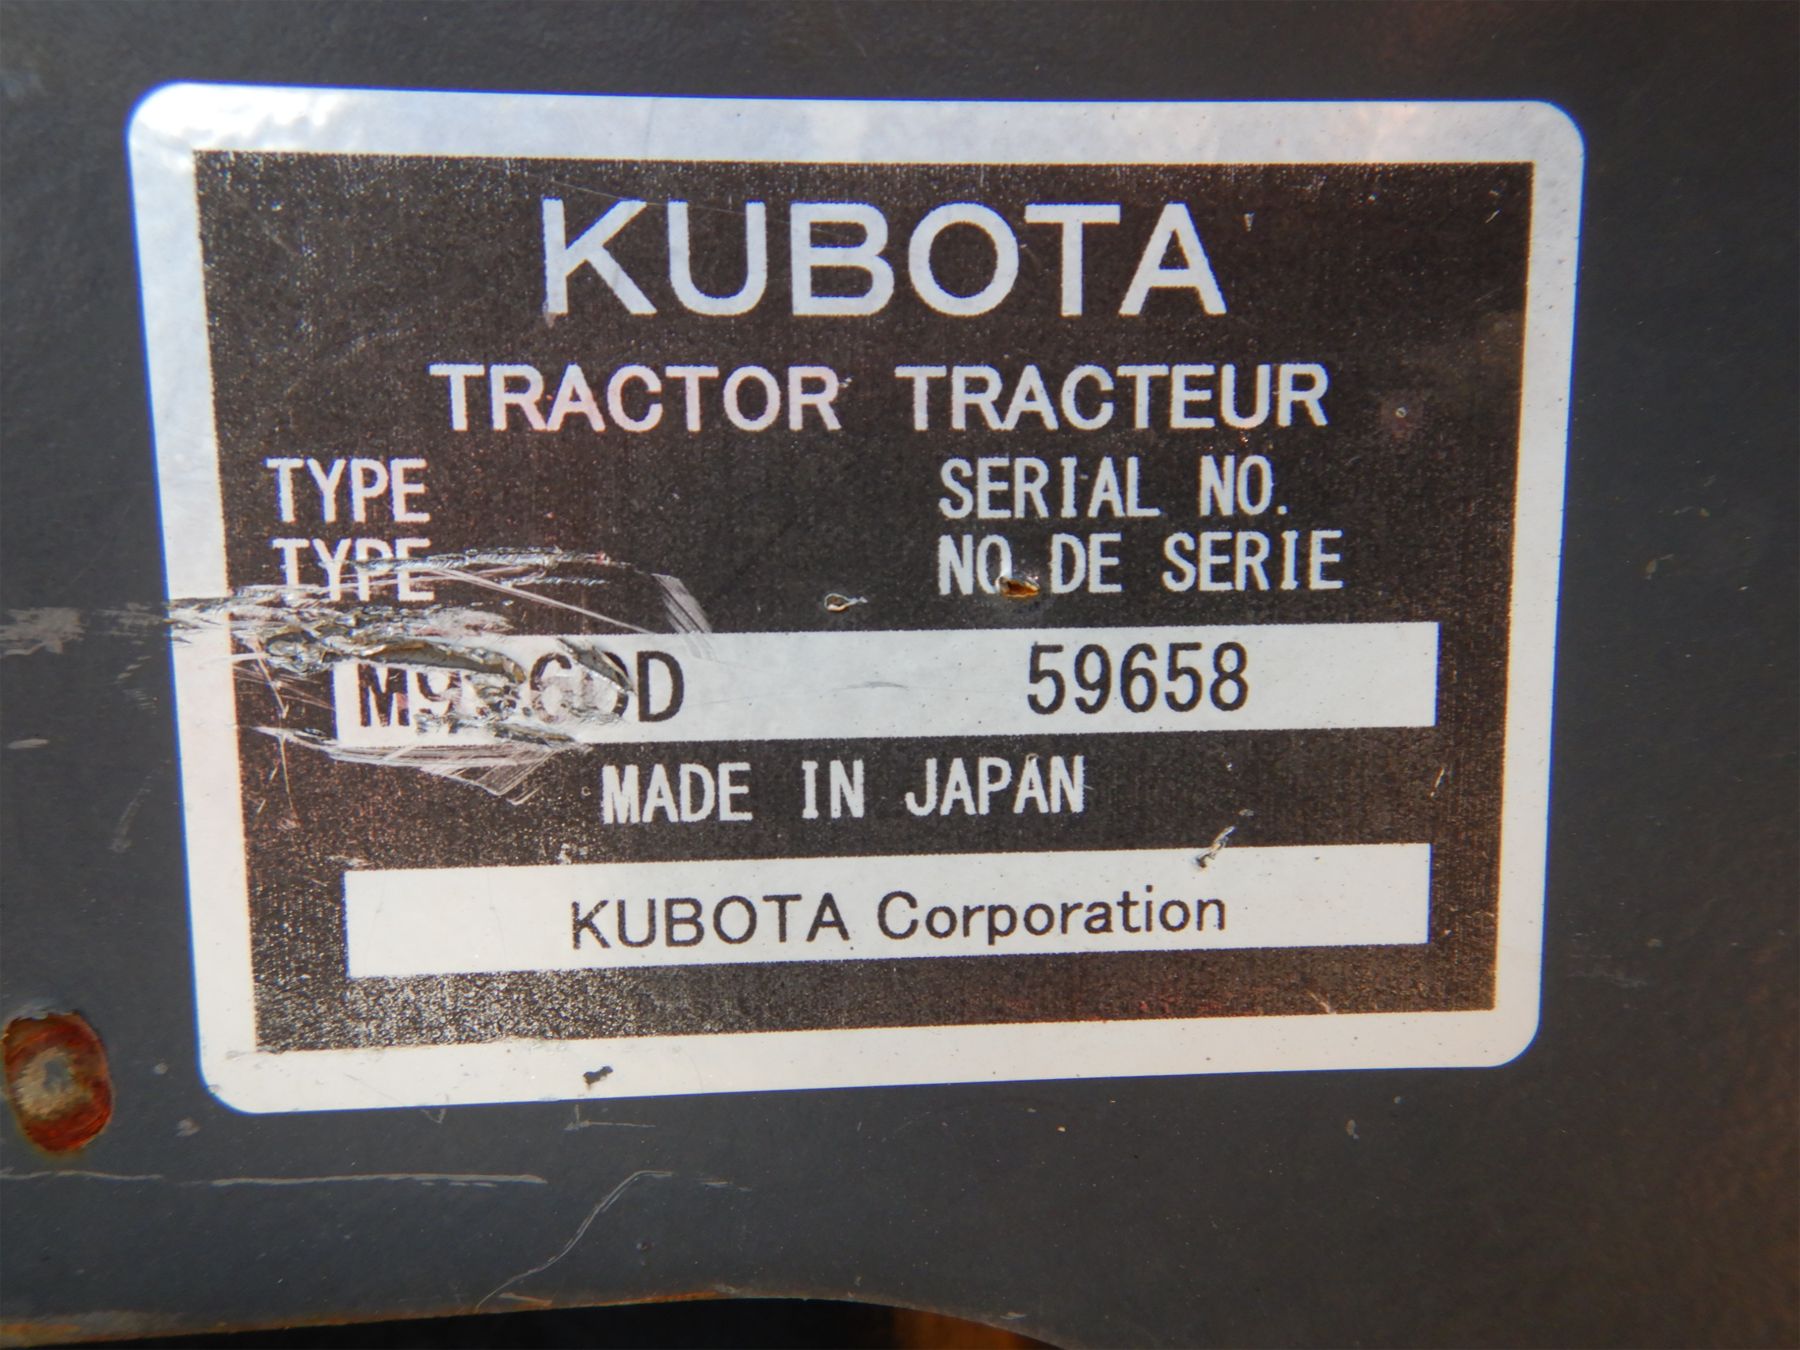 KUBOTA
TRACTOR TRACTEUR
TYPE SERIAL NO.
TYPE NO.DE SERIE
59658
MADE IN JAPAN
KUBOTA Corporation